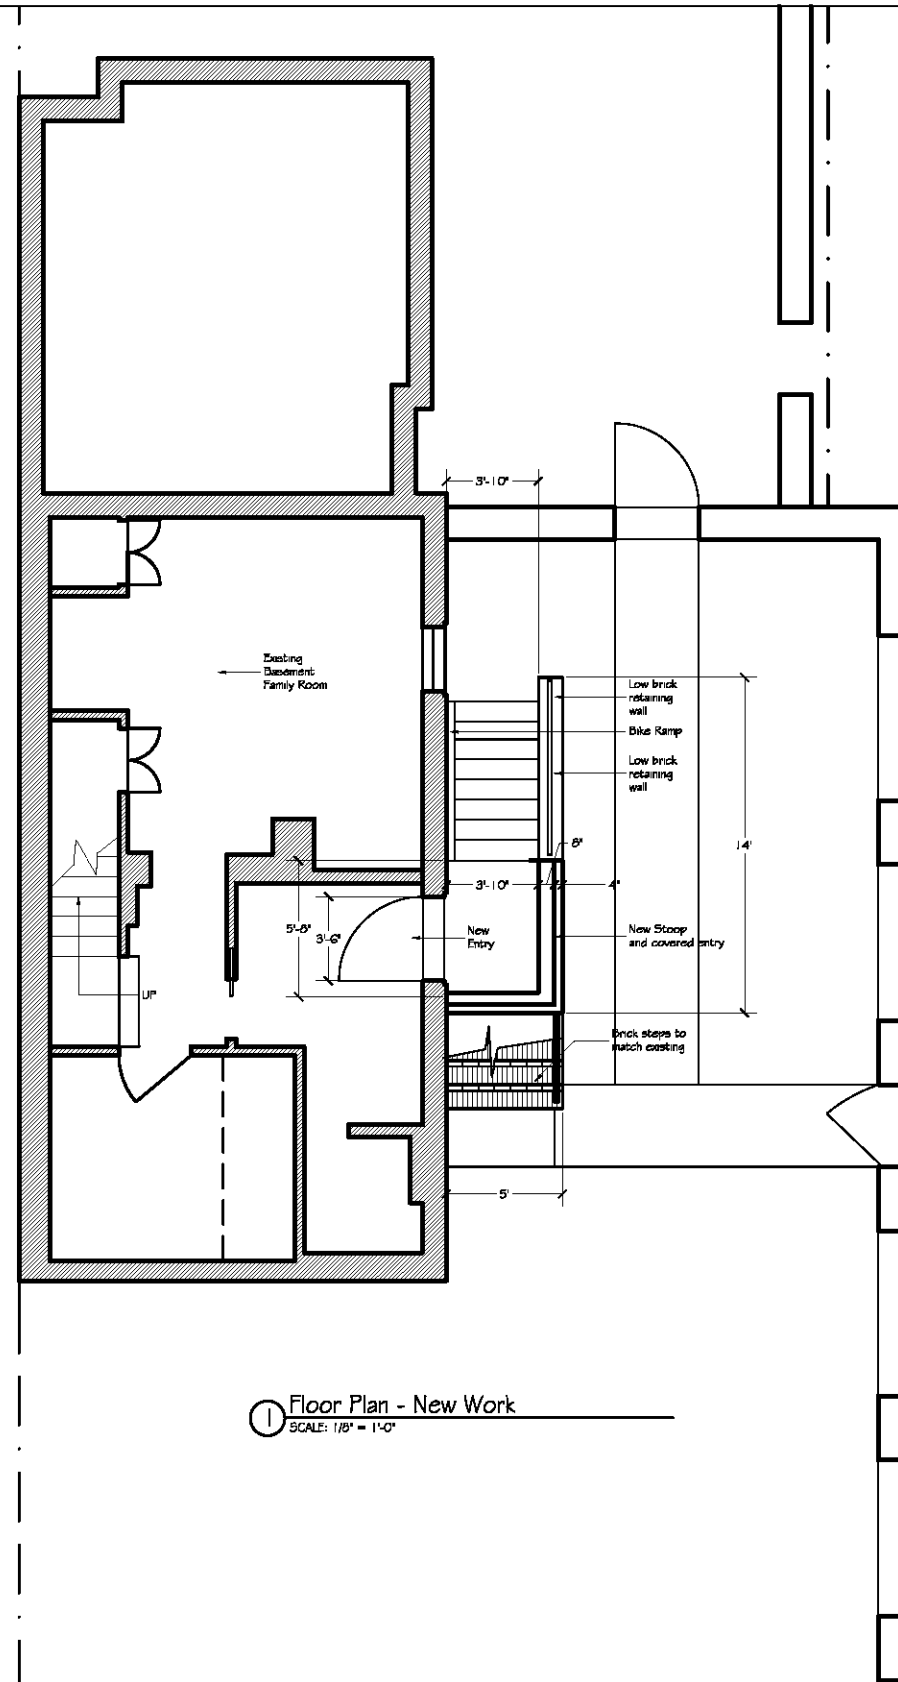 3'-10"
Existing
Basement
Family Room
Low brick
retaining
wall
Bike Ramp
Low brick
retaining
wall
14'
8"
3'-10"
4"
5'-8"
3'-6"
New
Entry
New Stoop
and covered entry
UP
Brick steps to
match existing
5'
1
Floor Plan - New Work
SCALE: 1/8" = 1'-0"